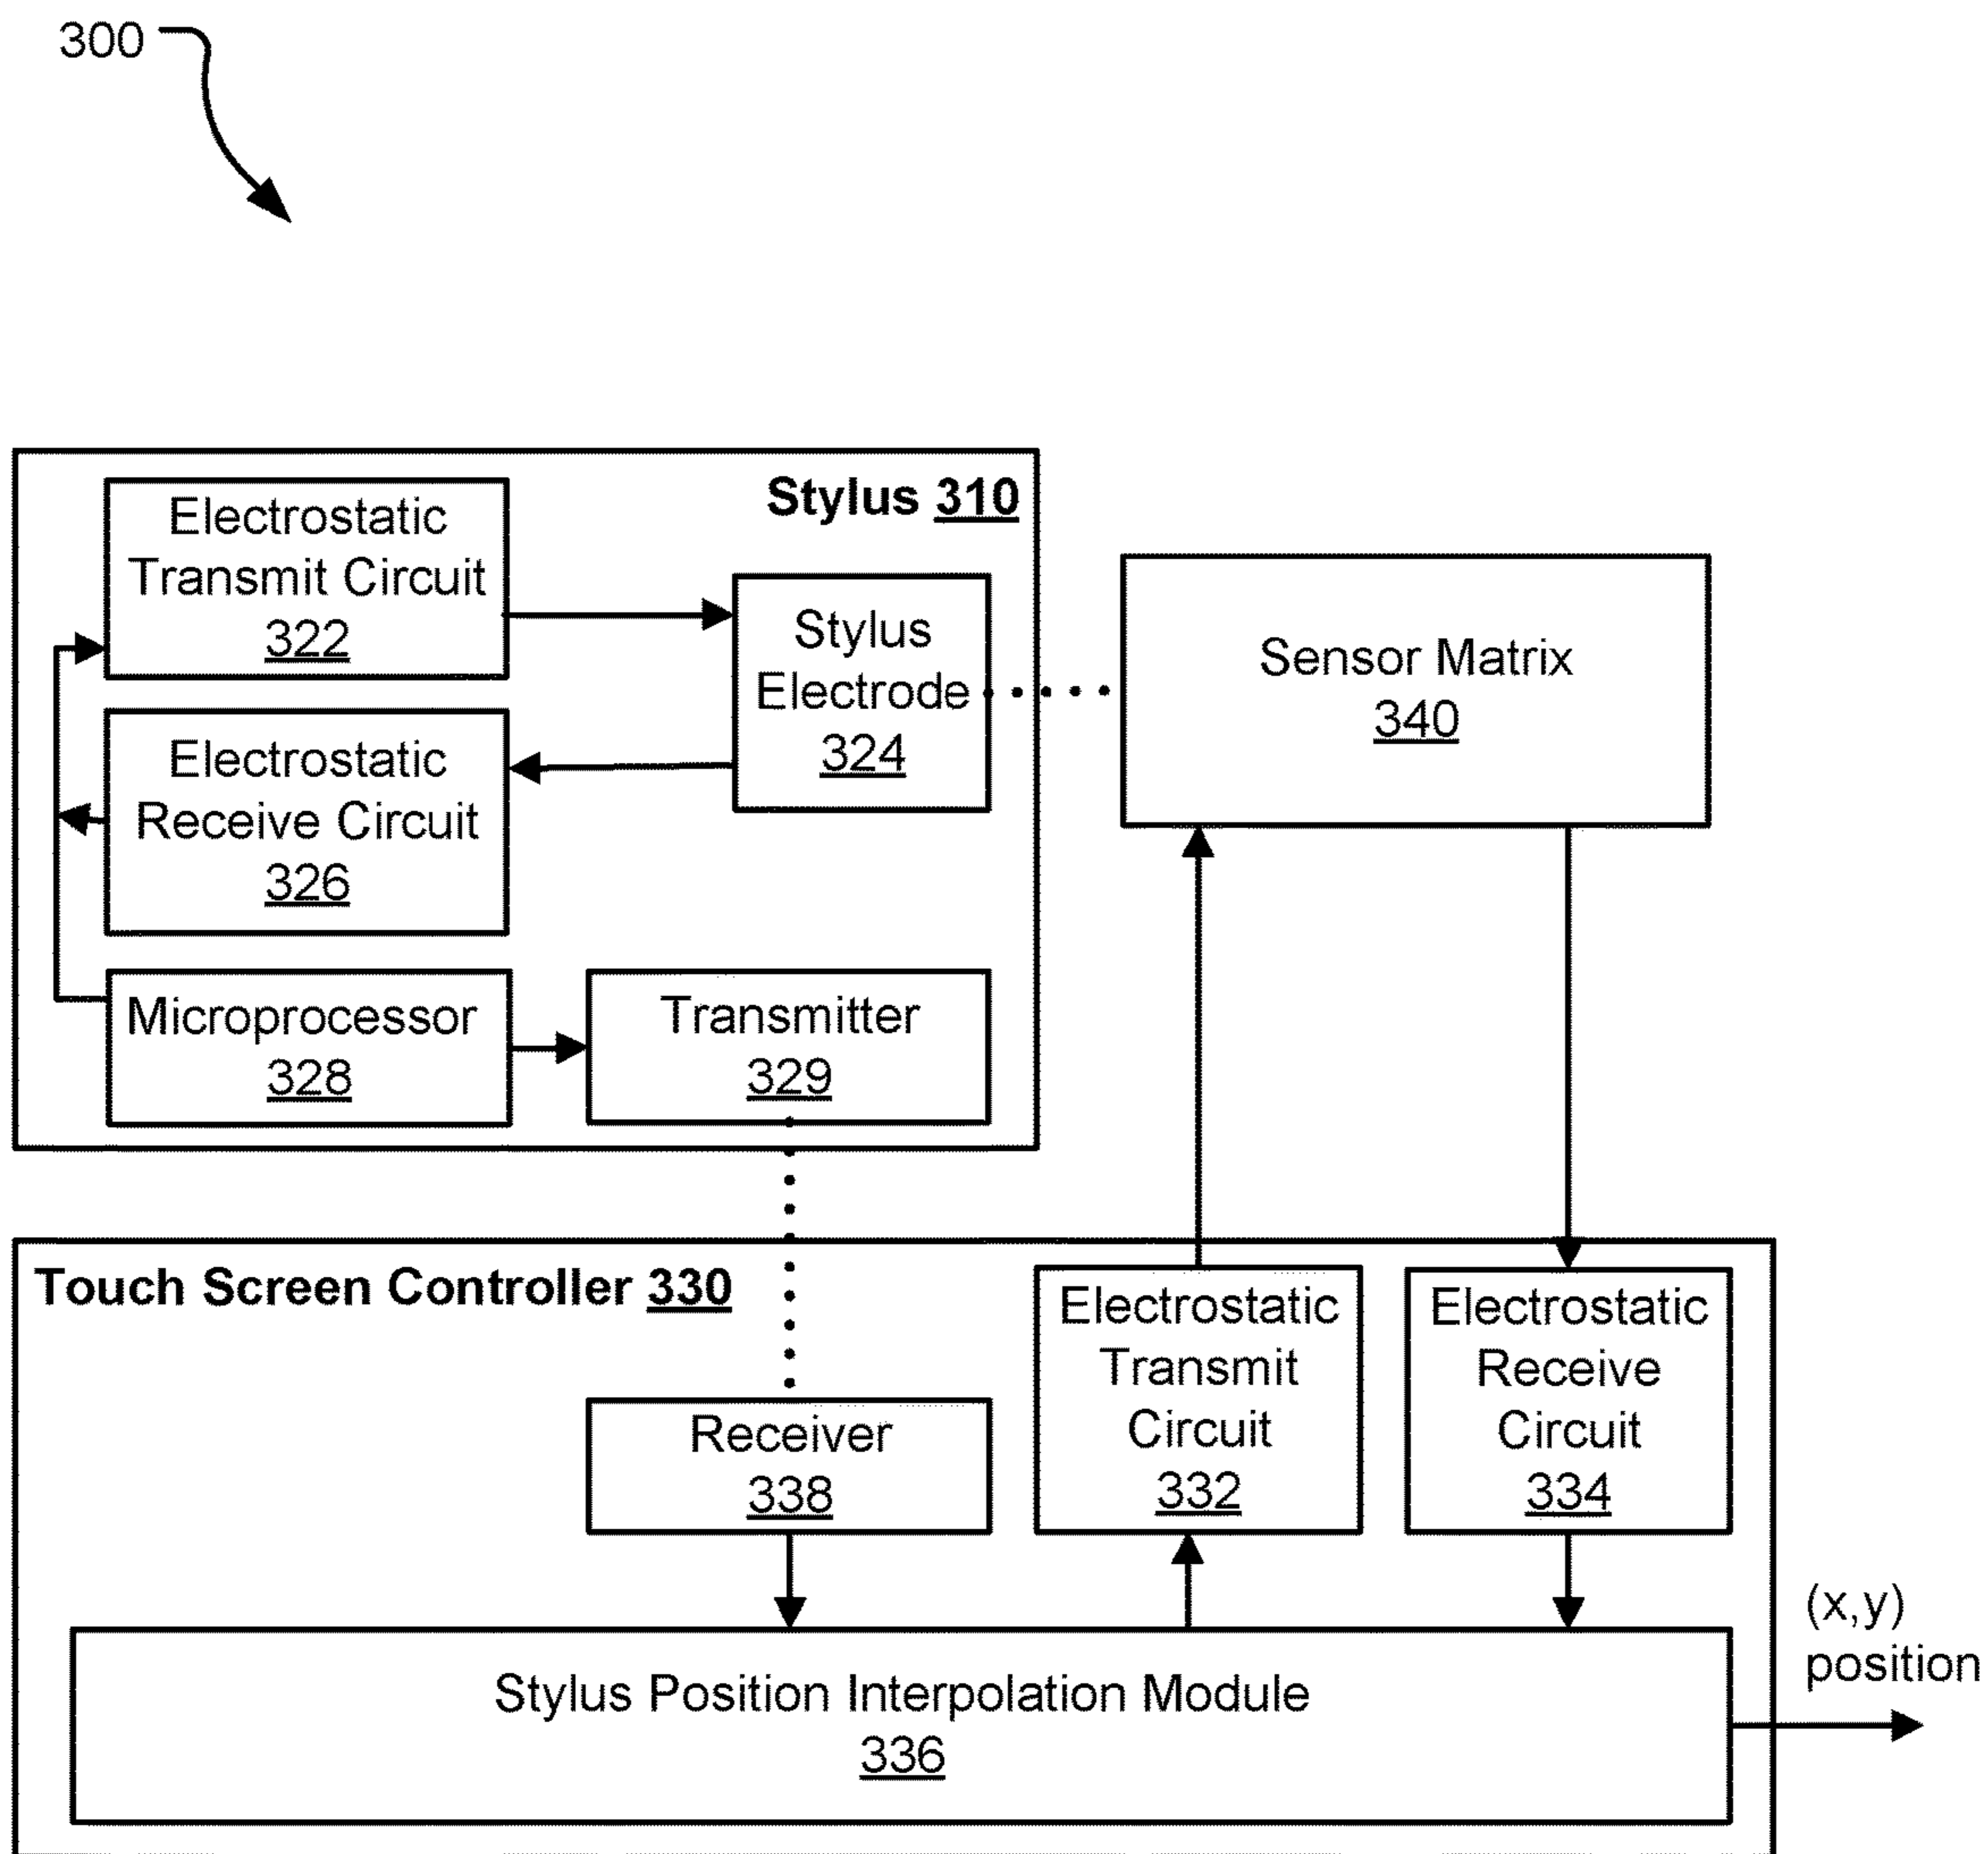 300
Stylus 310
Electrostatic
Transmit Circuit
322
Stylus
Electrode
324
Electrostatic
Receive Circuit
326
Microprocessor
328
Transmitter
329
Sensor Matrix
340
Touch Screen Controller 330
Receiver
338
Electrostatic
Transmit
Circuit
332
Electrostatic
Receive
Circuit
334
Stylus Position Interpolation Module
336
(x,y)
position